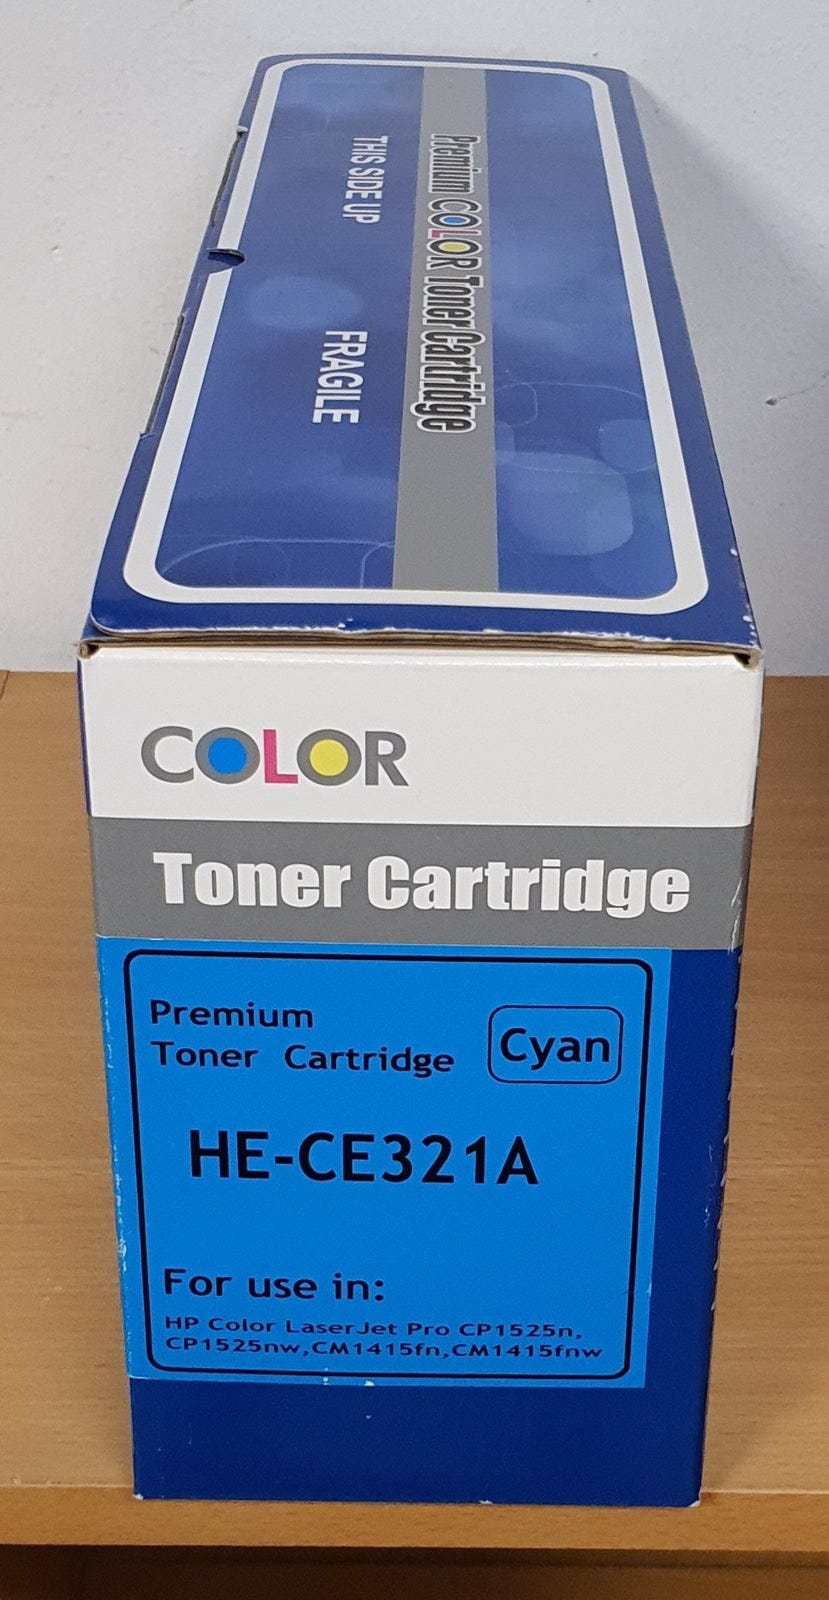 Premium COLOR Toner Cartridge
THIS SIDE UP
FRAGILE
COLOR
Toner Cartridge
Premium
Toner Cartridge
Cyan
HE-CE321A
For use in:
HP Color LaserJet Pro CP1525n,
CP1525nw,CM1415fn,CM1415fnw